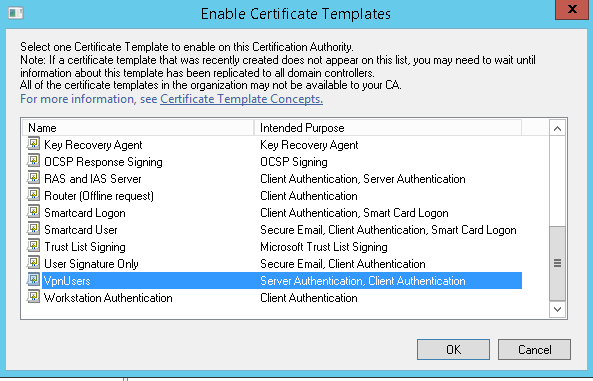 Enable Certificate Templates
X
Select one Certificate Template to enable on this Certification Authority.
Note: If a certificate template that was recently created does not appear on this list, you may need to wait until
information about this template has been replicated to all domain controllers.
All of the certificate templates in the organization may not be available to your CA.
For more information, see Certificate Template Concepts.
Name Intended Purpose
Key Recovery Agent Key Recovery Agent
OCSP Response Signing OCSP Signing
RAS and IAS Server Client Authentication, Server Authentication
Router (Offline request) Client Authentication
Smartcard Logon Client Authentication, Smart Card Logon
Smartcard User Secure Email, Client Authentication, Smart Card Logon
Trust List Signing Microsoft Trust List Signing
User Signature Only Secure Email, Client Authentication
VpnUsers Server Authentication, Client Authentication
Workstation Authentication Client Authentication
OK Cancel